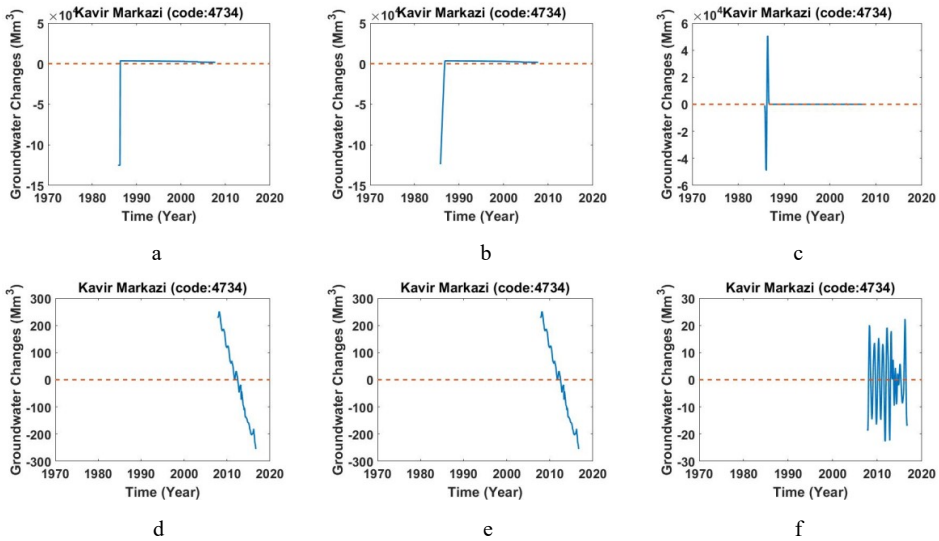 ×10⁴ Kavir Markazi (code:4734)
Groundwater Changes (Mm³)
5
0
-5
-10
-15
1970 1980 1990 2000 2010 2020
Time (Year)
a
×10⁴ Kavir Markazi (code:4734)
Groundwater Changes (Mm³)
5
0
-5
-10
-15
1970 1980 1990 2000 2010 2020
Time (Year)
b
×10⁴ Kavir Markazi (code:4734)
Groundwater Changes (Mm³)
6
4
2
0
-2
-4
-6
1970 1980 1990 2000 2010 2020
Time (Year)
c
Kavir Markazi (code:4734)
Groundwater Changes (Mm³)
300
200
100
0
-100
-200
-300
1970 1980 1990 2000 2010 2020
Time (Year)
d
Kavir Markazi (code:4734)
Groundwater Changes (Mm³)
300
200
100
0
-100
-200
-300
1970 1980 1990 2000 2010 2020
Time (Year)
e
Kavir Markazi (code:4734)
Groundwater Changes (Mm³)
30
20
10
0
-10
-20
-30
1970 1980 1990 2000 2010 2020
Time (Year)
f